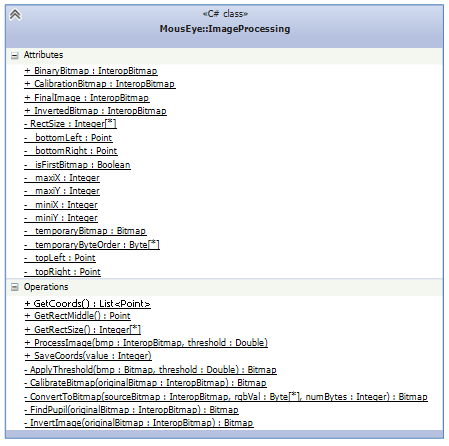 «C# class»
MousEye::ImageProcessing
Attributes
+ BinaryBitmap : InteropBitmap
+ CalibrationBitmap : InteropBitmap
+ FinalImage : InteropBitmap
+ InvertedBitmap : InteropBitmap
- RectSize : Integer[*]
- _bottomLeft : Point
- _bottomRight : Point
- _isFirstBitmap : Boolean
- _maxiX : Integer
- _maxiY : Integer
- _miniX : Integer
- _miniY : Integer
- _temporaryBitmap : Bitmap
- _temporaryByteOrder : Byte[*]
- _topLeft : Point
- _topRight : Point
Operations
+ GetCoords() : List<Point>
+ GetRectMiddle() : Point
+ GetRectSize() : Integer[*]
+ ProcessImage(bmp : InteropBitmap, threshold : Double)
+ SaveCoords(value : Integer)
- ApplyThreshold(bmp : Bitmap, threshold : Double) : Bitmap
- CalibrateBitmap(originalBitmap : InteropBitmap) : Bitmap
- ConvertToBitmap(sourceBitmap : InteropBitmap, rgbVal : Byte[*], numBytes : Integer) : Bitmap
- FindPupil(originalBitmap : InteropBitmap) : Bitmap
- InvertImage(originalBitmap : InteropBitmap) : Bitmap